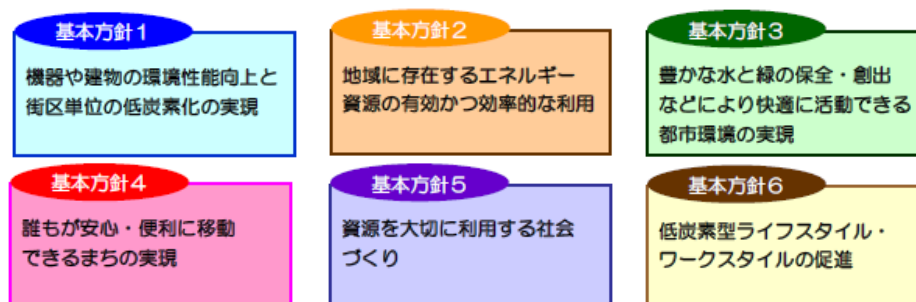 基本方針1
機器や建物の環境性能向上と
街区単位の低炭素化の実現
基本方針2
地域に存在するエネルギー
資源の有効かつ効率的な利用
基本方針3
豊かな水と緑の保全・創出
などにより快適に活動できる
都市環境の実現
基本方針4
誰もが安心・便利に移動
できるまちの実現
基本方針5
資源を大切に利用する社会
づくり
基本方針6
低炭素型ライフスタイル・
ワークスタイルの促進